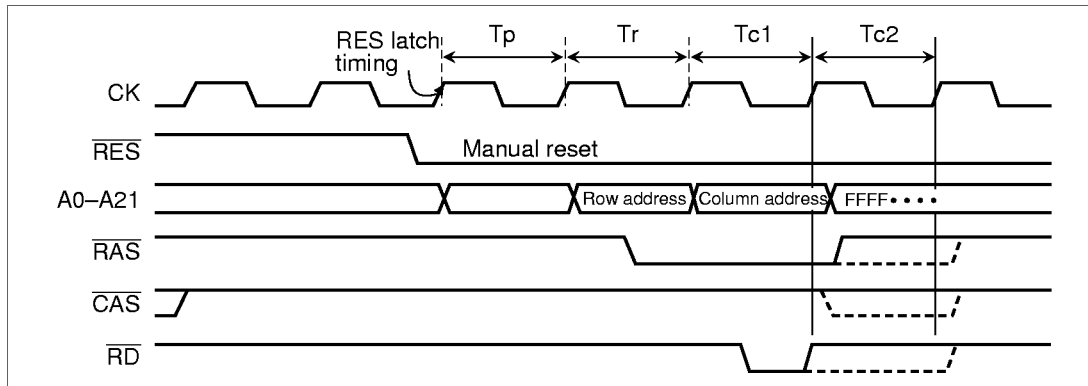 Tp Tr Tc1 Tc2
RES latch
timing
CK
RES
Manual reset
A0–A21
Row address
Column address
FFFF • • • •
RAS
CAS
RD